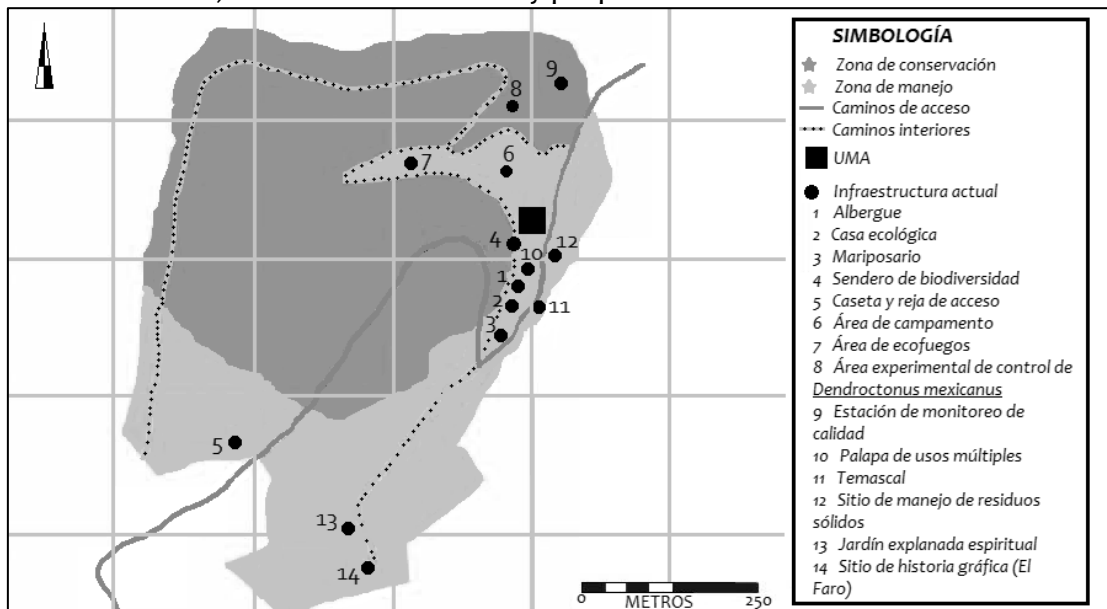 SIMBOLOGÍA
Zona de conservación
Zona de manejo
Caminos de acceso
Caminos interiores
UMA
Infraestructura actual
1 Albergue
2 Casa ecológica
3 Mariposario
4 Sendero de biodiversidad
5 Caseta y reja de acceso
6 Área de campamento
7 Área de ecofuegos
8 Área experimental de control de
Dendroctonus mexicanus
9 Estación de monitoreo de
calidad
10 Palapa de usos múltiples
11 Temascal
12 Sitio de manejo de residuos
sólidos
13 Jardín explanada espiritual
14 Sitio de historia gráfica (El
Faro)
9
8
7
6
4
12
10
1
2
11
3
5
13
14
0 METROS 250